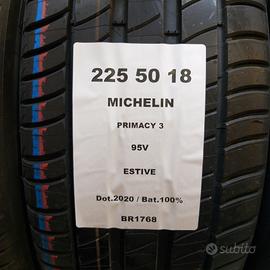 225 50 18
MICHELIN
PRIMACY 3
95V
ESTIVE
Dot.2020 / Bat.100%
BR1768
subito